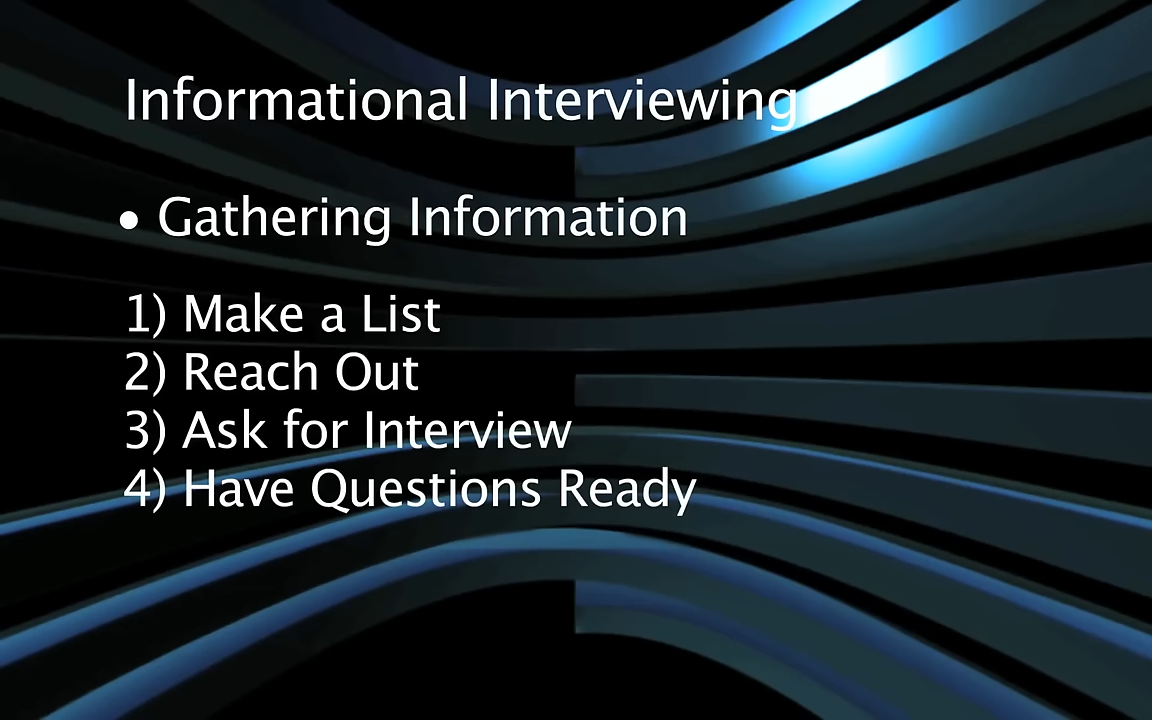 Informational Interviewing
• Gathering Information
1) Make a List
2) Reach Out
3) Ask for Interview
4) Have Questions Ready